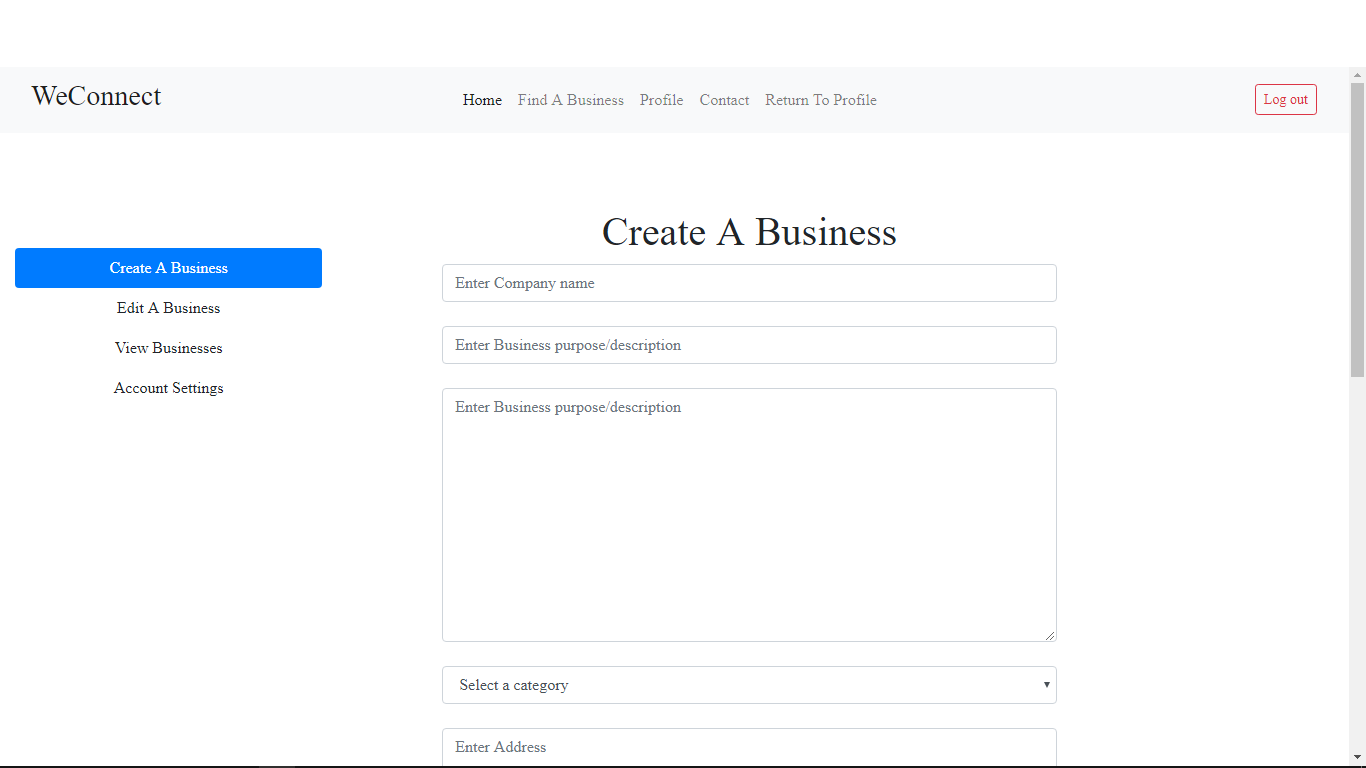 WeConnect
Home Find A Business Profile Contact Return To Profile
Log out
Create A Business
Edit A Business
View Businesses
Account Settings
Create A Business
Enter Company name
Enter Business purpose/description
Enter Business purpose/description
Select a category
Enter Address